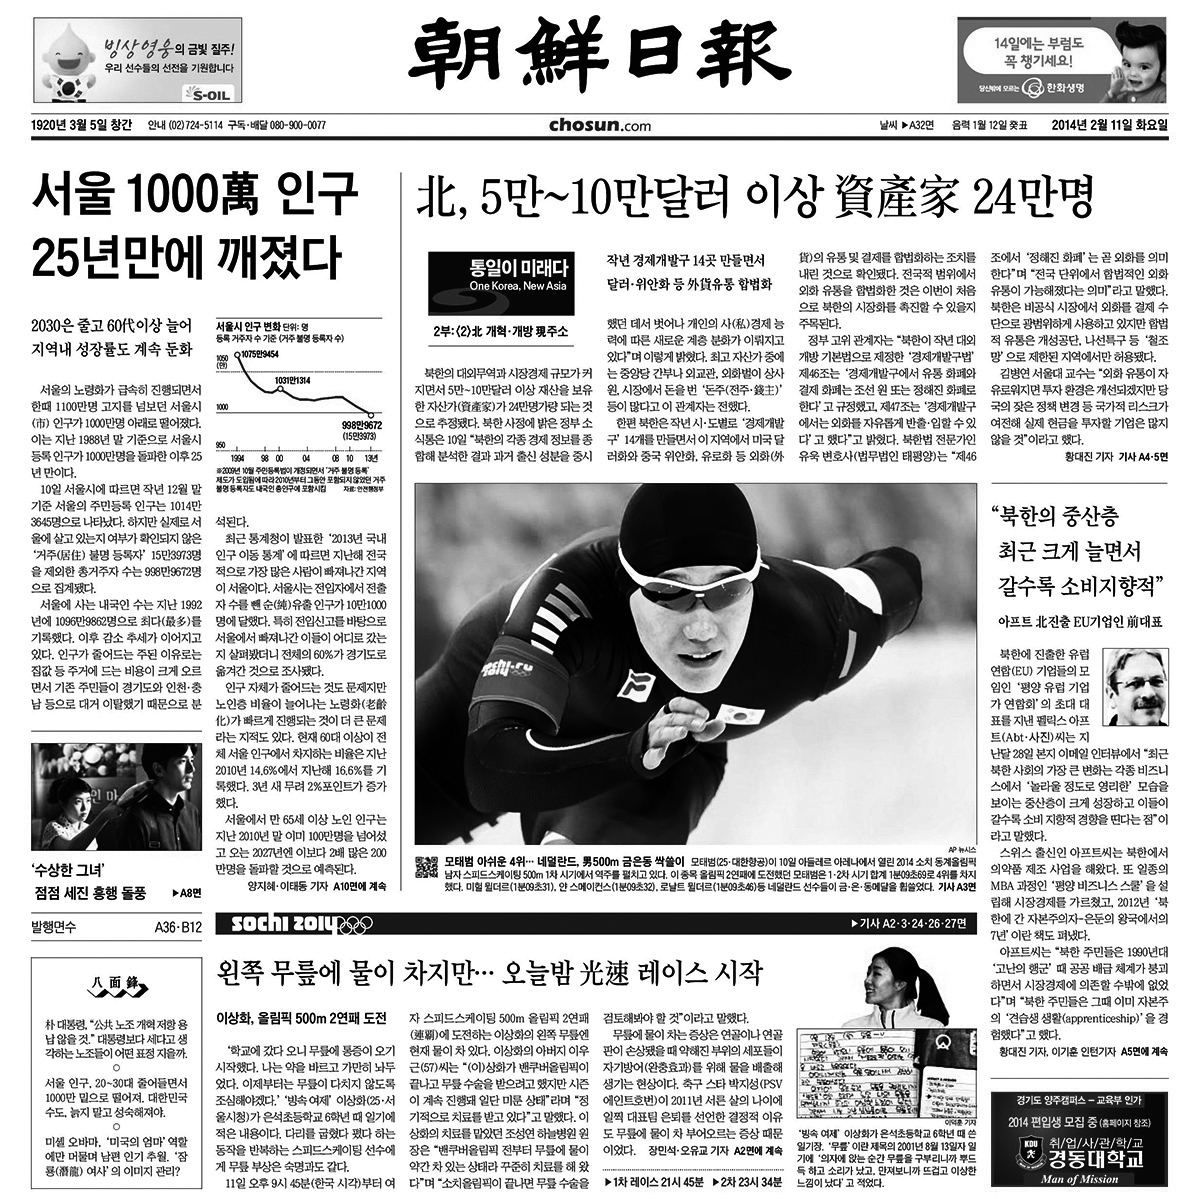 빙상영웅의 금빛 질주!
우리 선수들의 선전을 기원합니다
S-OIL
朝鮮日報
14일에는 부럼도
꼭 챙기세요!
당신밖에 모르는 한화생명
1920년 3월 5일 창간 안내 (02)724-5114 구독·배달 080-900-0077
chosun.com
날씨 ▶A32면 음력 1월 12일 癸丑 2014년 2월 11일 화요일
서울 1000萬 인구
25년만에 깨졌다
2030은 줄고 60代이상 늘어
지역내 성장률도 계속 둔화
서울의 노령화가 급속히 진행되면서
한때 1100만명 고지를 넘보던 서울시
(市) 인구가 1000만명 아래로 떨어졌다.
이는 지난 1988년 말 기준으로 서울시
등록 인구가 1000만명을 돌파한 이후 25
년 만이다.
10일 서울시에 따르면 작년 12월 말
기준 서울의 주민등록 인구는 1014만
3645명으로 나타났다. 하지만 실제로 서
울에 살고 있는지 여부가 확인되지 않은
‘거주(居住) 불명 등록자’ 15만3973명
을 제외한 총거주자 수는 998만9672명
으로 집계됐다.
서울에 사는 내국인 수는 지난 1992
년에 1096만9862명으로 최다(最多)를
기록했다. 이후 감소 추세가 이어지고
있다. 인구가 줄어드는 주된 이유로는
집값 등 주거에 드는 비용이 크게 오르
면서 기존 주민들이 경기도와 인천·충
남 등으로 대거 이탈했기 때문으로 분
서울시 인구 변화 단위: 명
등록 거주자 수 기준 (거주 불명 등록자 수)
1075만9454
1050
(만)
1031만1314
1000
998만9672
(15만3973)
950
1994 98 00 04 08 10 13년
※2009년 10월 주민등록법이 개정되면서 ‘거주 불명 등록’
제도가 도입됨에 따라 2010년부터 그동안 포함되지 않았던 거주
불명 등록자도 내국인 총인구에 포함시킴 자료: 안전행정부
석된다.
최근 통계청이 발표한 ‘2013년 국내
인구 이동 통계’에 따르면 지난해 전국
적으로 가장 많은 사람이 빠져나간 지역
이 서울이다. 서울시는 전입자에서 전출
자 수를 뺀 순(純)유출 인구가 10만1000
명에 달했다. 특히 전입신고를 바탕으로
서울에서 빠져나간 이들이 어디로 갔는
지 살펴봤더니 전체의 60%가 경기도로
옮겨간 것으로 조사됐다.
인구 자체가 줄어드는 것도 문제지만
노인층 비율이 늘어나는 노령화(老齡
化)가 빠르게 진행되는 것이 더 큰 문제
라는 지적도 있다. 현재 60대 이상이 전
체 서울 인구에서 차지하는 비율은 지난
2010년 14.6%에서 지난해 16.6%를 기
록했다. 3년 새 무려 2%포인트가 증가
했다.
서울에서 만 65세 이상 노인 인구는
지난 2010년 말 이미 100만명을 넘어섰
고 오는 2027년엔 이보다 2배 많은 200
만명을 돌파할 것으로 예측된다.
양지혜·이태동 기자 A10면에 계속
‘수상한 그녀’
점점 세진 흥행 돌풍 ▶A8면
발행면수 A36·B12
八面鋒
朴 대통령, “公共 노조 개혁 저항 용
납 않을 것.” 대통령보다 세다고 생
각하는 노조들이 어떤 표정 지을까.
○
서울 인구, 20~30대 줄어들면서
1000만 밑으로 떨어져. 대한민국
수도, 늙지 말고 성숙해져야.
○
미셸 오바마, ‘미국의 엄마’ 역할
에만 머물며 남편 인기 추월. ‘잠
룡(潛龍) 여사’의 이미지 관리?
北, 5만~10만달러 이상 資産家 24만명
통일이 미래다
One Korea, New Asia
2부: 〈2〉 北 개혁·개방 現주소
작년 경제개발구 14곳 만들면서
달러·위안화 등 外貨유통 합법화
북한의 대외무역과 시장경제 규모가 커
지면서 5만~10만달러 이상 재산을 보유
한 자산가(資産家)가 24만명가량 되는 것
으로 추정됐다. 북한 사정에 밝은 정부 소
식통은 10일 “북한의 각종 경제 정보를 종
합해 분석한 결과 과거 출신 성분을 중시
했던 데서 벗어나 개인의 사(私)경제 능
력에 따른 새로운 계층 분화가 이뤄지고
있다”며 이렇게 밝혔다. 최고 자산가 중에
는 중앙당 간부나 외교관, 외화벌이 상사
원, 시장에서 돈을 번 ‘돈주(전주·錢主)’
등이 많다고 이 관계자는 전했다.
한편 북한은 작년 시·도별로 ‘경제개발
구’ 14개를 만들면서 이 지역에서 미국 달
러화와 중국 위안화, 유로화 등 외화(外
貨)의 유통 및 결제를 합법화하는 조치를
내린 것으로 확인됐다. 전국적 범위에서
외화 유통을 합법화한 것은 이번이 처음
으로 북한의 시장화를 촉진할 수 있을지
주목된다.
정부 고위 관계자는 “북한이 작년 대외
개방 기본법으로 제정한 ‘경제개발구법’
제46조는 ‘경제개발구에서 유통 화폐와
결제 화폐는 조선 원 또는 정해진 화폐로
한다’고 규정했고, 제47조는 ‘경제개발구
에서는 외화를 자유롭게 반출·입할 수 있
다’고 했다”고 밝혔다. 북한법 전문가인
유욱 변호사(법무법인 태평양)는 “제46
조에서 ‘정해진 화폐’는 곧 외화를 의미
한다”며 “전국 단위에서 합법적인 외화
유통이 가능해졌다는 의미”라고 말했다.
북한은 비공식 시장에서 외화를 결제 수
단으로 광범위하게 사용하고 있지만 합법
적 유통은 개성공단, 나선특구 등 ‘철조
망’으로 제한된 지역에서만 허용됐다.
김병연 서울대 교수는 “외화 유통이 자
유로워지면 투자 환경은 개선되겠지만 당
국의 잦은 정책 변경 등 국가적 리스크가
여전해 실제 현금을 투자할 기업은 많지
않을 것”이라고 했다.
황대진 기자 기사 A4·5면
sochi.ru
2014
AP 뉴시스
모태범 아쉬운 4위… 네덜란드, 男500m 금은동 싹쓸이 모태범(25·대한항공)이 10일 아들레르 아레나에서 열린 2014 소치 동계올림픽
남자 스피드스케이팅 500m 1차 시기에서 역주를 펼치고 있다. 이 종목 올림픽 2연패에 도전했던 모태범은 1·2차 시기 합계 1분09초69로 4위를 차지
했다. 미헐 뮐더르(1분09초31), 얀 스메이컨스(1분09초32), 로날트 뮐더르(1분09초46)등 네덜란드 선수들이 금·은·동메달을 휩쓸었다. 기사 A3면
“북한의 중산층
최근 크게 늘면서
갈수록 소비지향적”
아프트 北진출 EU기업인 前대표
북한에 진출한 유럽
연합(EU) 기업들의 모
임인 ‘평양 유럽 기업
가 연합회’의 초대 대
표를 지낸 펠릭스 아프
트(Abt·사진)씨는 지
난달 28일 본지 이메일 인터뷰에서 “최근
북한 사회의 가장 큰 변화는 각종 비즈니
스에서 ‘놀라울 정도로 영리한’ 모습을
보이는 중산층이 크게 성장하고 이들이
갈수록 소비 지향적 경향을 띤다는 점”이
라고 말했다.
스위스 출신인 아프트씨는 북한에서
의약품 제조 사업을 해왔다. 또 일종의
MBA 과정인 ‘평양 비즈니스 스쿨’을 설
립해 시장경제를 가르쳤고, 2012년 ‘북
한에 간 자본주의자-은둔의 왕국에서의
7년’이란 책도 펴냈다.
아프트씨는 “북한 주민들은 1990년대
‘고난의 행군’ 때 공공 배급 체계가 붕괴
하면서 시장경제에 의존할 수밖에 없었
다”며 “북한 주민들은 그때 이미 자본주
의의 ‘견습생 생활(apprenticeship)’을 경
험했다”고 했다.
황대진 기자, 이기훈 인턴기자 A5면에 계속
sochi 2014
▶기사 A2·3·24·26·27면
왼쪽 무릎에 물이 차지만… 오늘밤 光速 레이스 시작
이상화, 올림픽 500m 2연패 도전
‘학교에 갔다 오니 무릎에 통증이 오기
시작했다. 나는 약을 바르고 가만히 놔두
었다. 이제부터는 무릎이 다치지 않도록
조심해야겠다.’ ‘빙속 여제’ 이상화(25·서
울시청)가 은석초등학교 6학년 때 일기에
적은 내용이다. 다리를 굽혔다 폈다 하는
동작을 반복하는 스피드스케이팅 선수에
게 무릎 부상은 숙명과도 같다.
11일 오후 9시 45분(한국 시각)부터 여
자 스피드스케이팅 500m 올림픽 2연패
(連覇)에 도전하는 이상화의 왼쪽 무릎엔
현재 물이 차 있다. 이상화의 아버지 이우
근(57)씨는 “(이)상화가 밴쿠버올림픽이
끝나고 무릎 수술을 받으려고 했지만 시즌
이 계속 진행돼 일단 미룬 상태”라며 “정
기적으로 치료를 받고 있다”고 말했다. 이
상화의 치료를 맡았던 조성연 하늘병원 원
장은 “밴쿠버올림픽 전부터 무릎에 물이
약간 차 있는 상태라 꾸준히 치료를 해 왔
다”며 “소치올림픽이 끝나면 무릎 수술을
검토해봐야 할 것”이라고 말했다.
무릎에 물이 차는 증상은 연골이나 연골
판이 손상됐을 때 약해진 부위의 세포들이
자기방어(완충효과)를 위해 물을 배출해
생기는 현상이다. 축구 스타 박지성(PSV
에인트호번)이 2011년 서른 살의 나이에
일찍 대표팀 은퇴를 선언한 결정적 이유
도 무릎에 물이 차 부어오르는 증상 때문
이었다. 장민석·오유교 기자 A2면에 계속
▶1차 레이스 21시 45분 ▶2차 23시 34분
이덕훈 기자
‘빙속 여제’ 이상화가 은석초등학교 6학년 때 쓴
일기장. ‘무릎’이란 제목의 2001년 8월 13일자 일
기에 ‘의자에 앉는 순간 무릎을 구부리니까 뿌드
득 하고 소리가 났고, 만져보니까 뜨겁고 이상한
느낌이 났다’고 적었다.
경기도 양주캠퍼스 – 교육부 인가
2014 편입생 모집 중 (홈페이지 참조)
KDU
취/업/사/관/학/교
경동대학교
Man of Mission